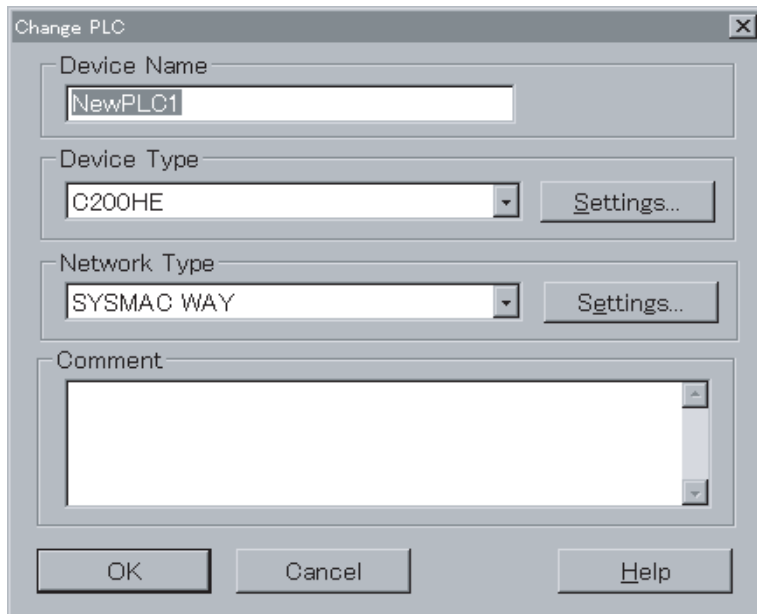 Change PLC
Device Name
NewPLC1
Device Type
C200HE
Settings...
Network Type
SYSMAC WAY
Settings...
Comment
OK
Cancel
Help